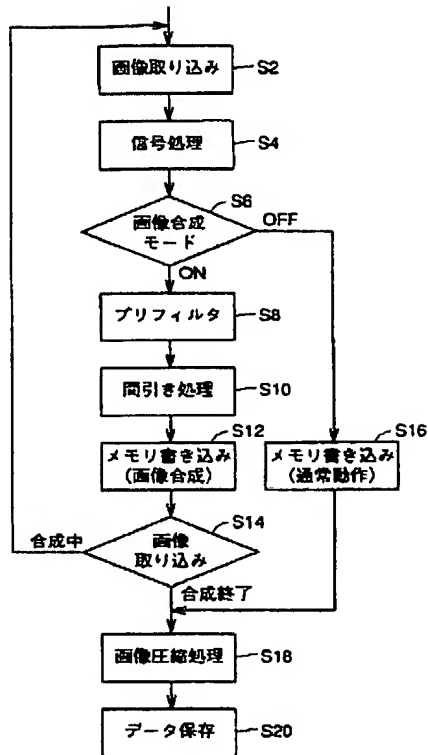 画像取り込み
S2
信号処理
S4
画像合成
モード
S6
OFF
ON
プリフィルタ
S8
間引き処理
S10
メモリ書き込み
(画像合成)
S12
メモリ書き込み
(通常動作)
S16
画像
取り込み
S14
合成中
合成終了
画像圧縮処理
S18
データ保存
S20